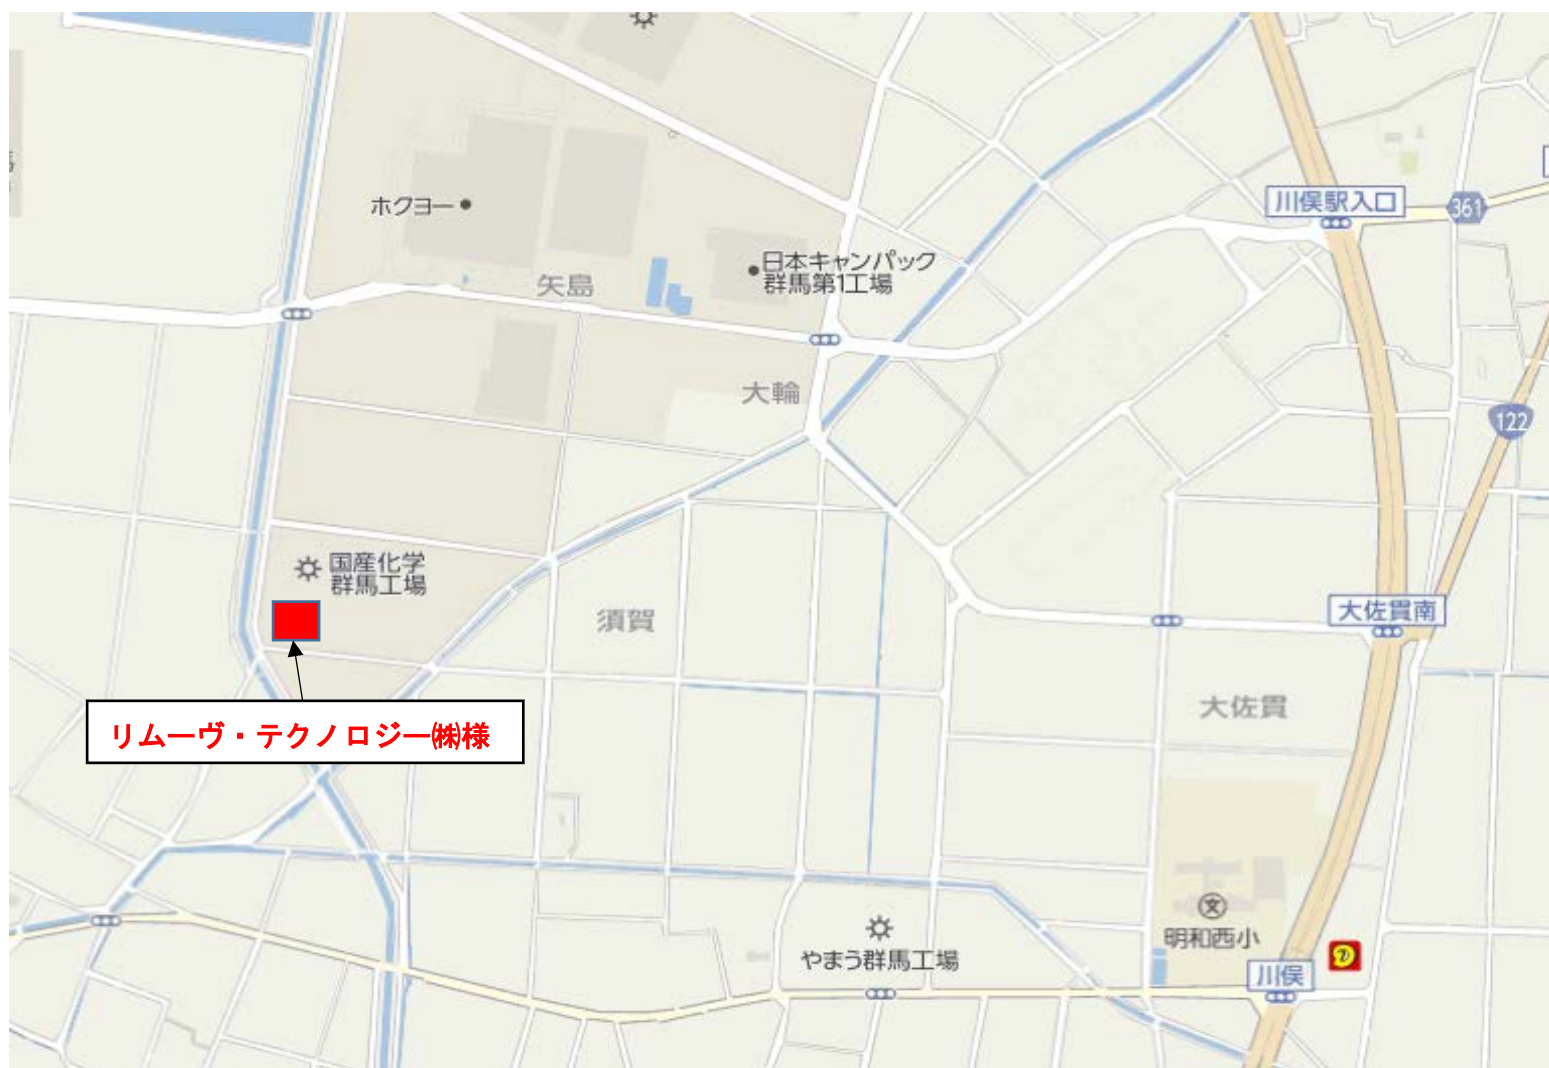 川俣駅入口
361
ホクヨー
日本キャンパック
群馬第1工場
矢島
大輪
122
国産化学
群馬工場
須賀
大佐貫南
大佐貫
リムーヴ・テクノロジー㈱様
文
明和西小
やまう群馬工場
川俣